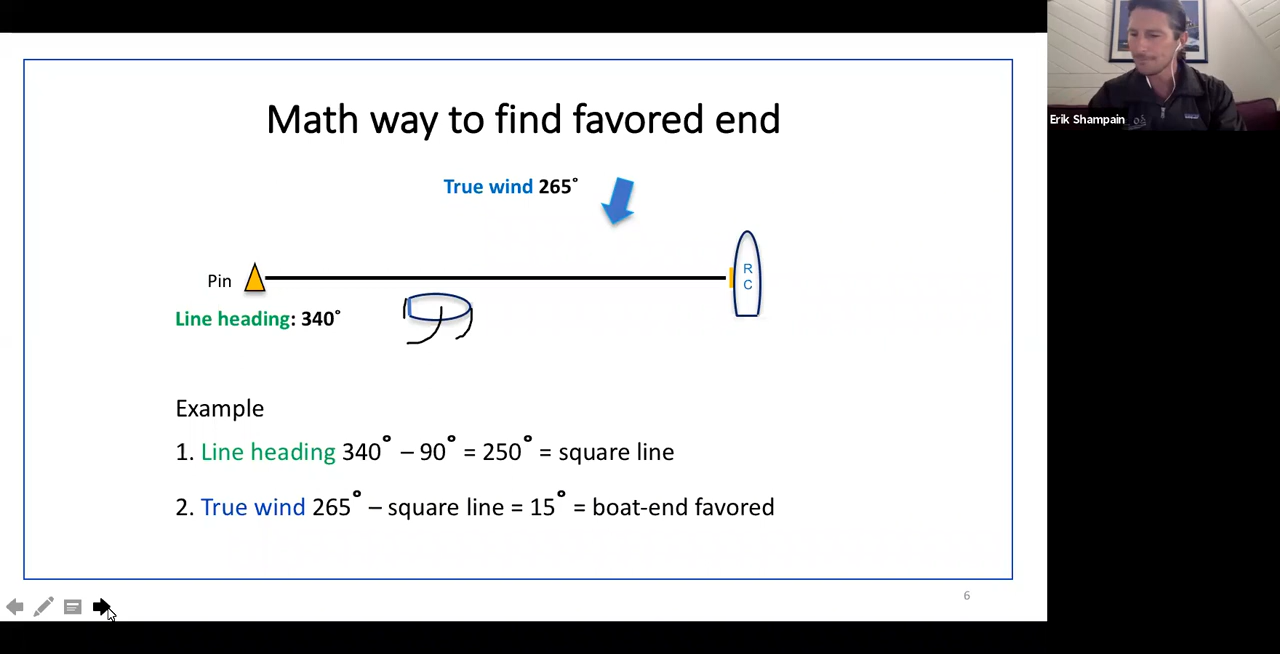 Math way to find favored end
True wind 265°
Pin
R
C
Line heading: 340°
Example
1. Line heading 340° – 90° = 250° = square line
2. True wind 265° – square line = 15° = boat-end favored
6
Erik Shampain